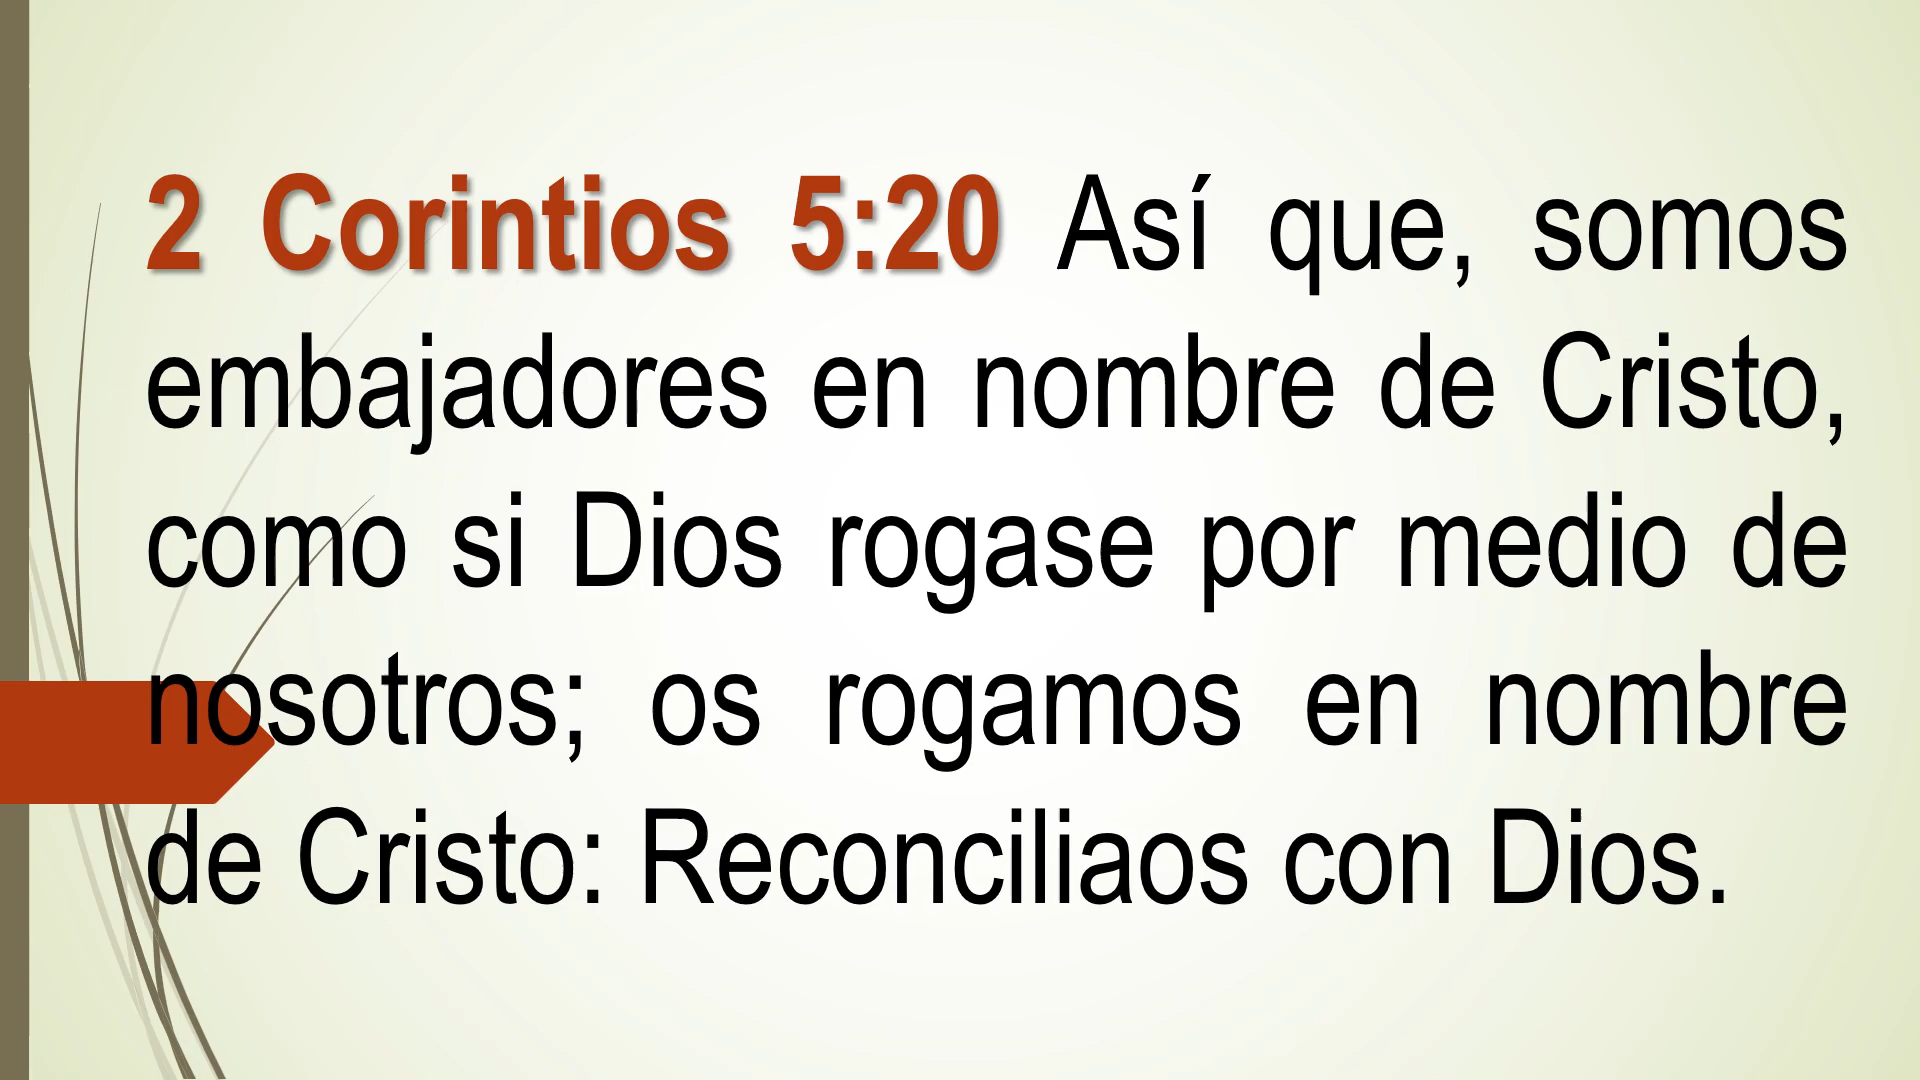 2 Corintios 5:20 Así que, somos
embajadores en nombre de Cristo,
como si Dios rogase por medio de
nosotros; os rogamos en nombre
de Cristo: Reconciliaos con Dios.